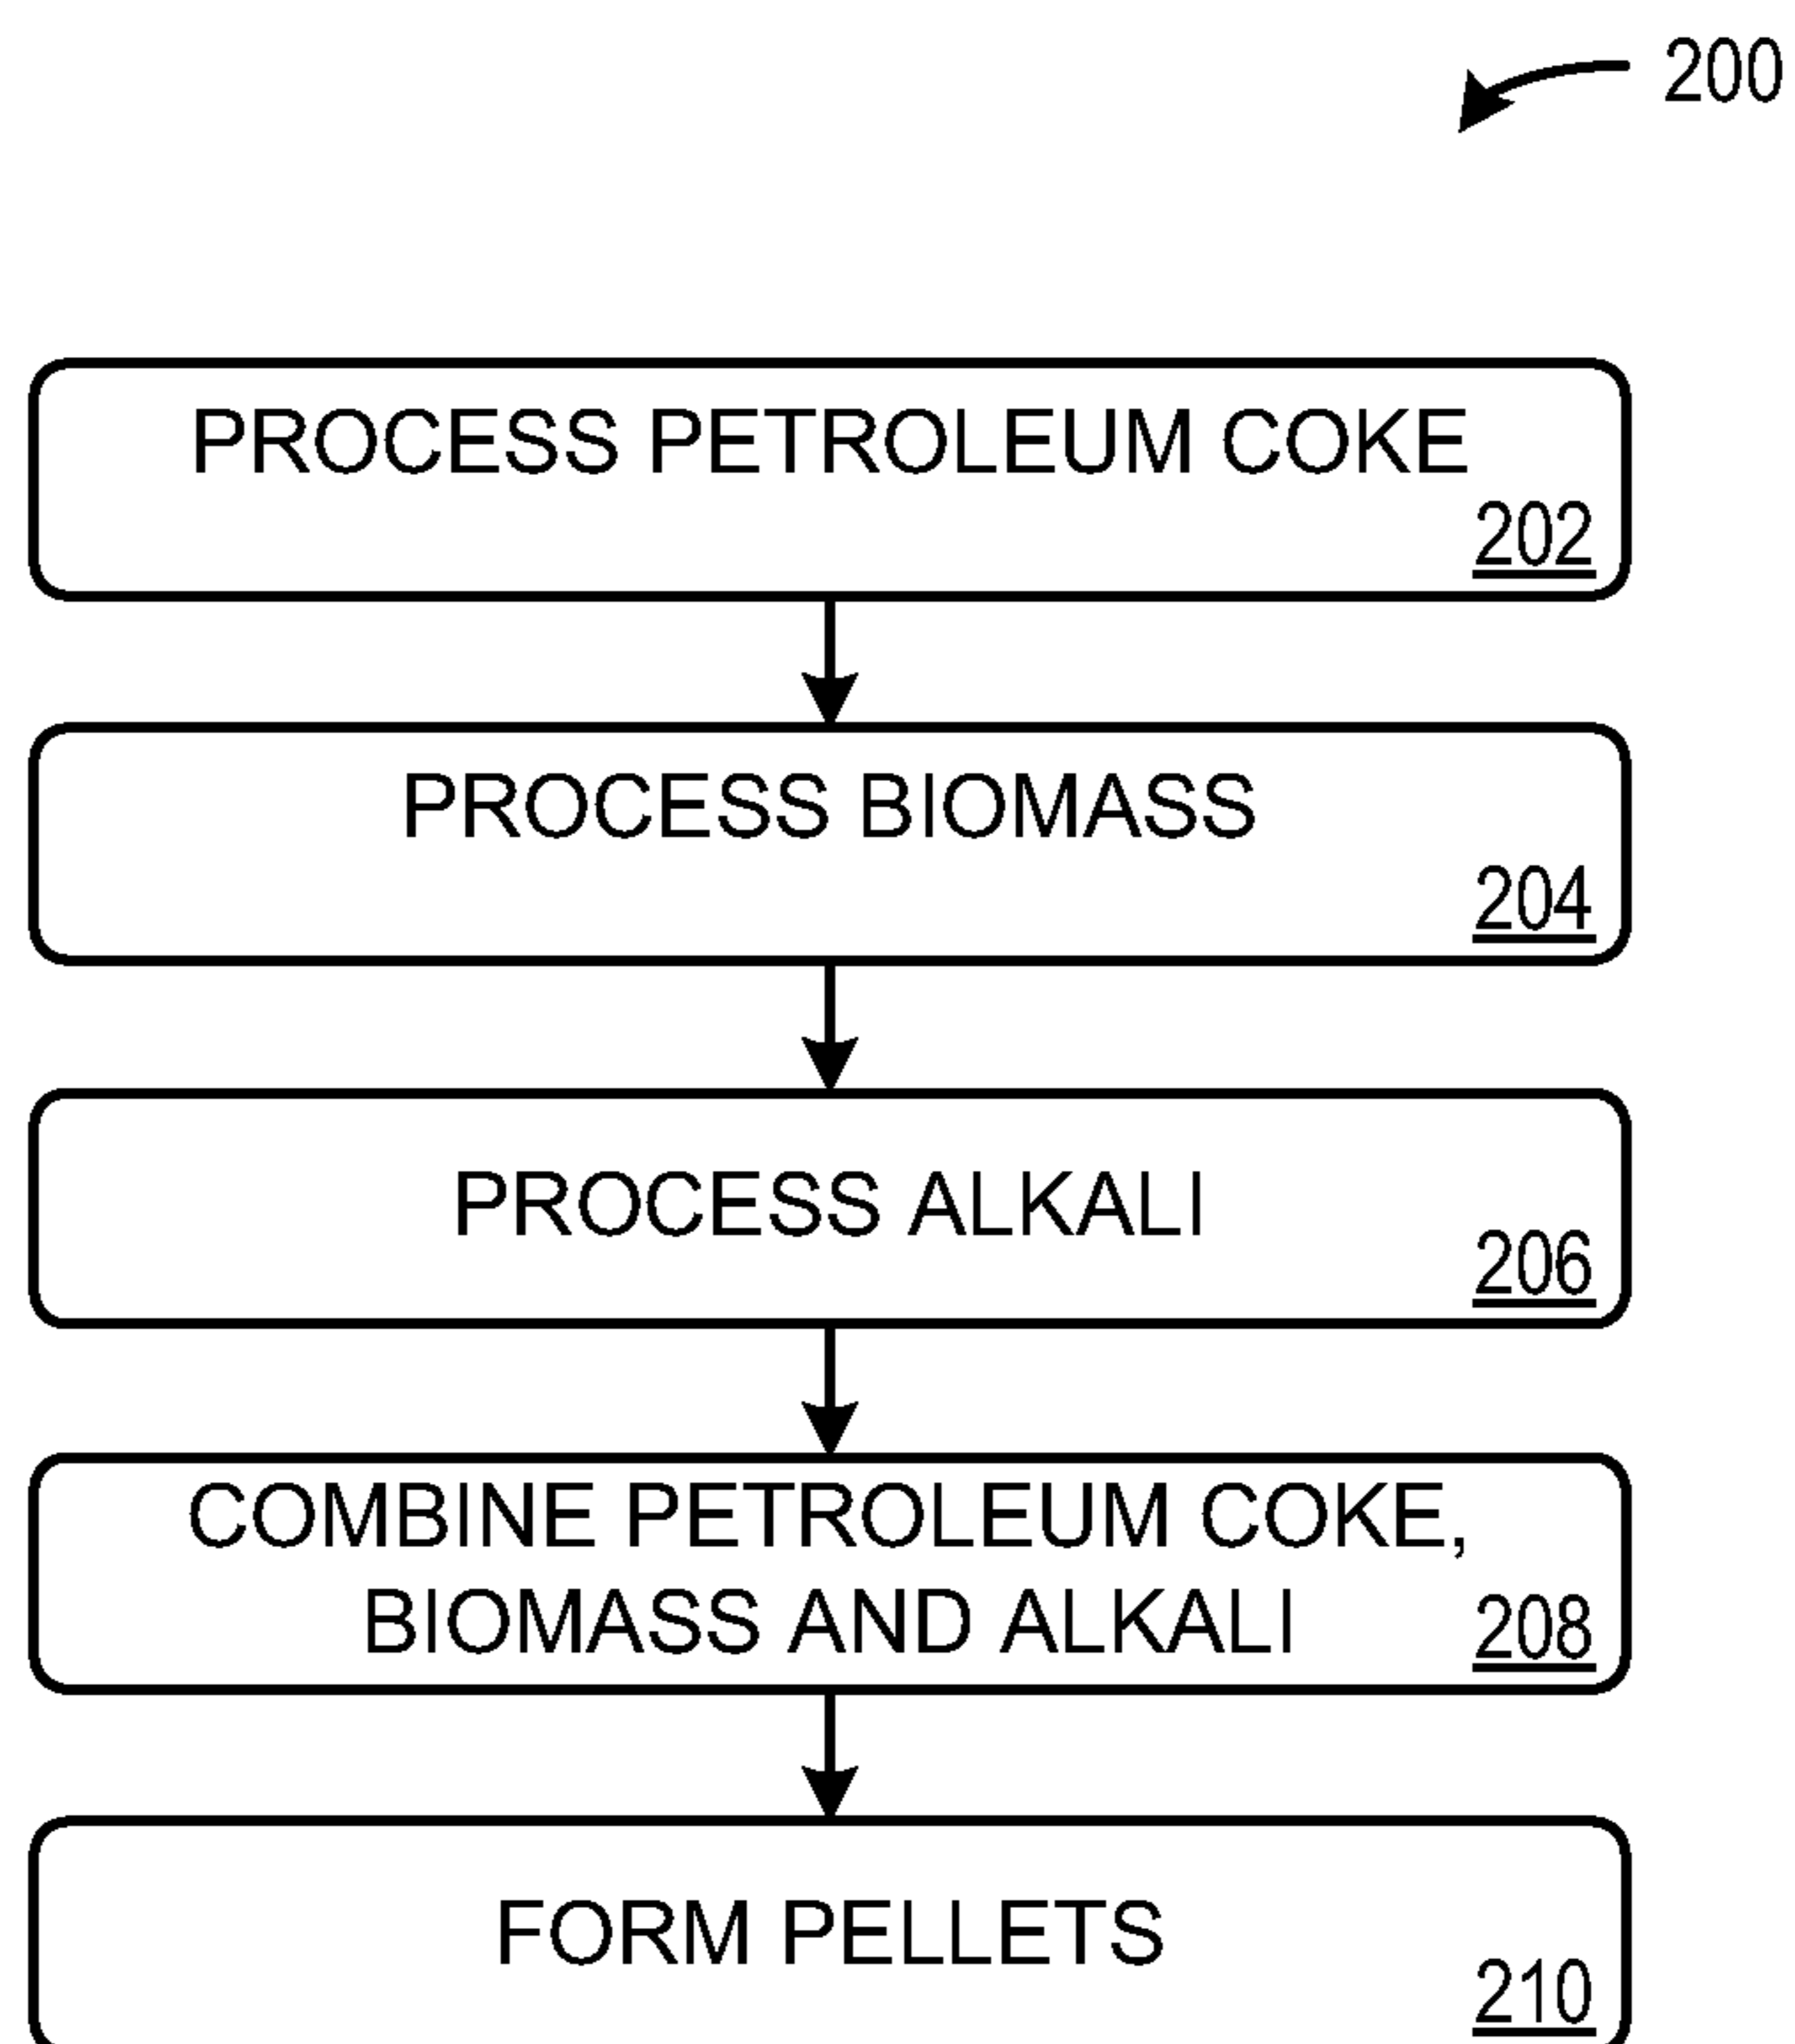 200
PROCESS PETROLEUM COKE
202
PROCESS BIOMASS
204
PROCESS ALKALI
206
COMBINE PETROLEUM COKE,
BIOMASS AND ALKALI
208
FORM PELLETS
210